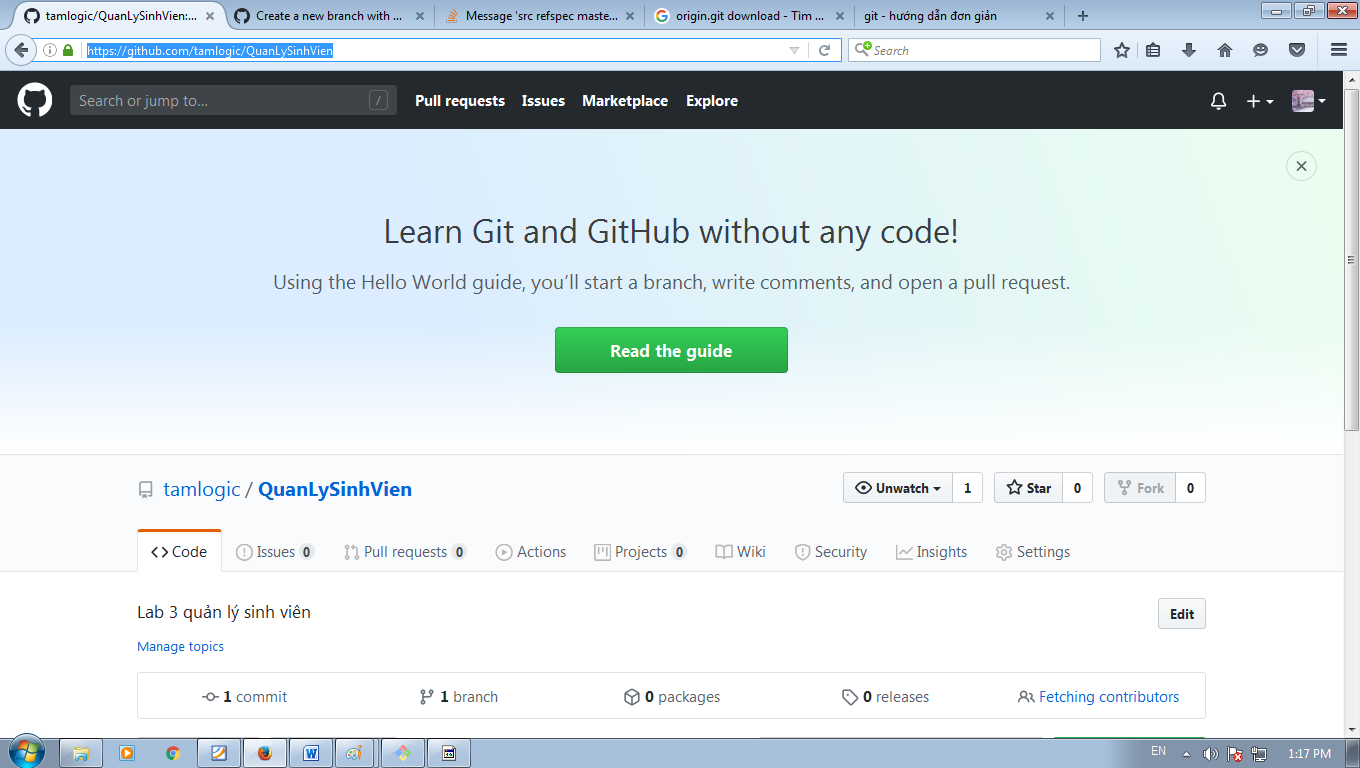 tamlogic/QuanLySinhVien:...
Create a new branch with ...
Message 'src refspec maste...
origin.git download - Tìm ...
git - hướng dẫn đơn giản
https://github.com/tamlogic/QuanLySinhVien
Search
Search or jump to...
/
Pull requests
Issues
Marketplace
Explore
Learn Git and GitHub without any code!
Using the Hello World guide, you’ll start a branch, write comments, and open a pull request.
Read the guide
tamlogic / QuanLySinhVien
Unwatch 1
Star 0
Fork 0
Code
Issues 0
Pull requests 0
Actions
Projects 0
Wiki
Security
Insights
Settings
Lab 3 quản lý sinh viên
Edit
Manage topics
1 commit
1 branch
0 packages
0 releases
Fetching contributors
EN
1:17 PM